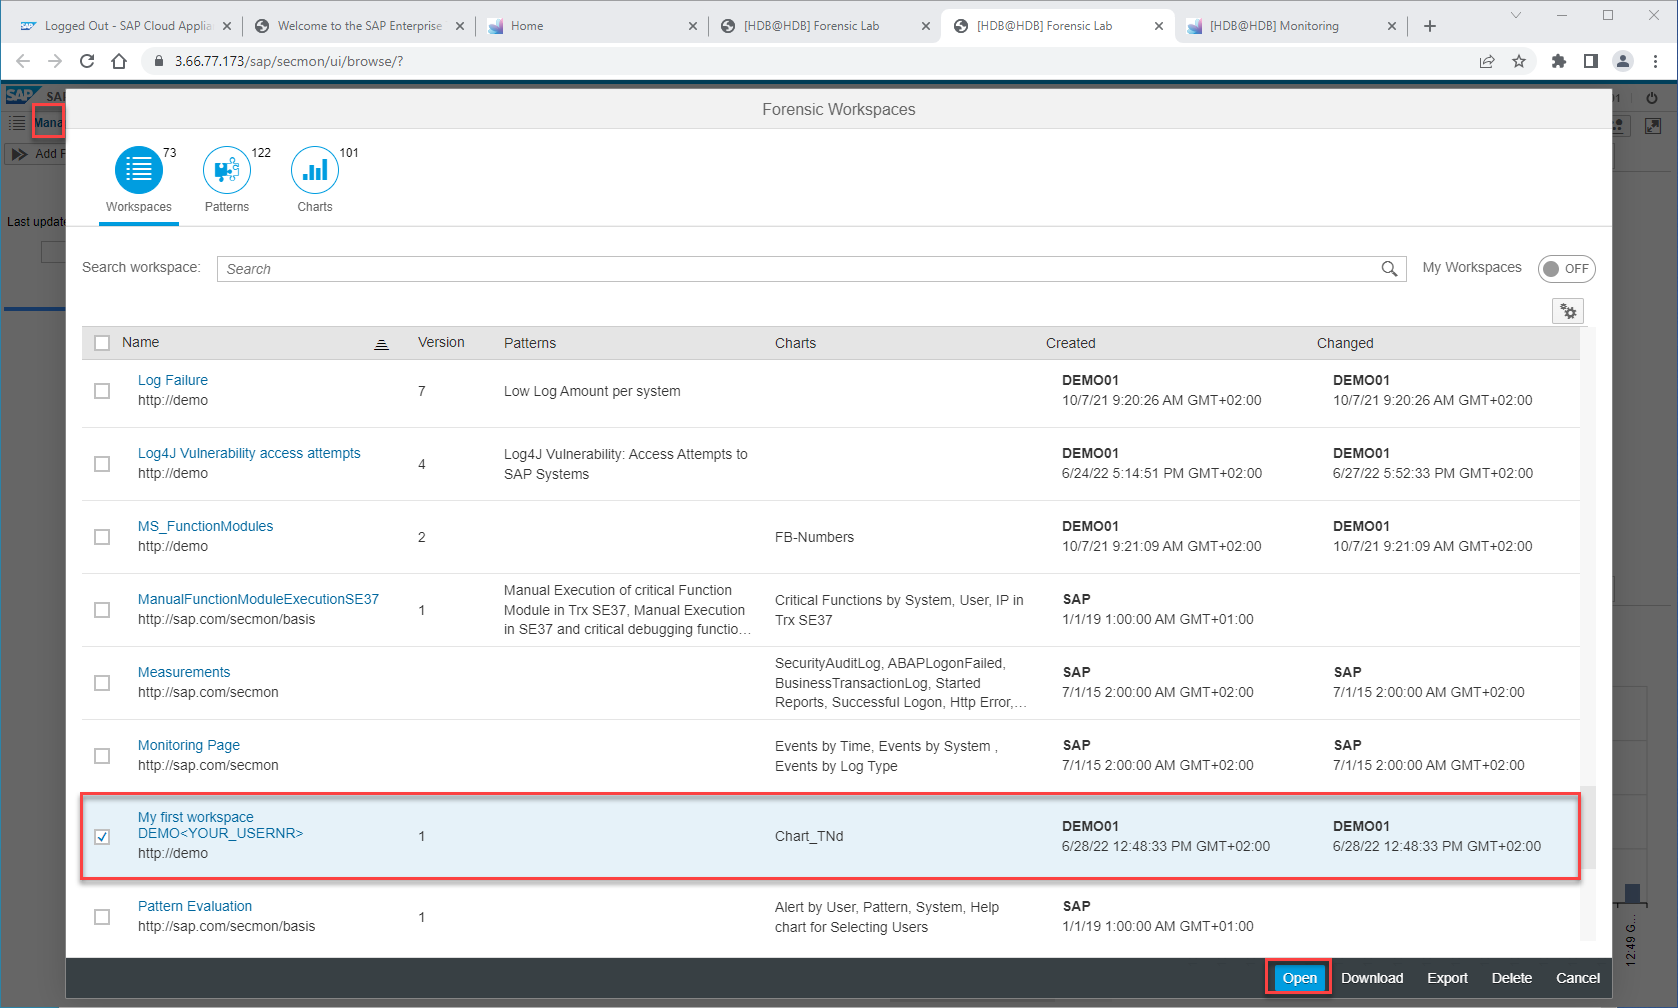 Logged Out - SAP Cloud Applia
Welcome to the SAP Enterprise
Home
[HDB@HDB] Forensic Lab
[HDB@HDB] Forensic Lab
[HDB@HDB] Monitoring
3.66.77.173/sap/secmon/ui/browse/?
SAP
SAP
Mana
Add F
Last update
Forensic Workspaces
73
122
101
Workspaces
Patterns
Charts
Search workspace:
Search
My Workspaces
OFF
Name Version Patterns Charts Created Changed
Log Failure
http://demo
7
Low Log Amount per system
DEMO01
10/7/21 9:20:26 AM GMT+02:00
DEMO01
10/7/21 9:20:26 AM GMT+02:00
Log4J Vulnerability access attempts
http://demo
4
Log4J Vulnerability: Access Attempts to
SAP Systems
DEMO01
6/24/22 5:14:51 PM GMT+02:00
DEMO01
6/27/22 5:52:33 PM GMT+02:00
MS_FunctionModules
http://demo
2
FB-Numbers
DEMO01
10/7/21 9:21:09 AM GMT+02:00
DEMO01
10/7/21 9:21:09 AM GMT+02:00
ManualFunctionModuleExecutionSE37
http://sap.com/secmon/basis
1
Manual Execution of critical Function
Module in Trx SE37, Manual Execution
in SE37 and critical debugging functio...
Critical Functions by System, User, IP in
Trx SE37
SAP
1/1/19 1:00:00 AM GMT+01:00
Measurements
http://sap.com/secmon
SecurityAuditLog, ABAPLogonFailed,
BusinessTransactionLog, Started
Reports, Successful Logon, Http Error,...
SAP
7/1/15 2:00:00 AM GMT+02:00
SAP
7/1/15 2:00:00 AM GMT+02:00
Monitoring Page
http://sap.com/secmon
Events by Time, Events by System ,
Events by Log Type
SAP
7/1/15 2:00:00 AM GMT+02:00
SAP
7/1/15 2:00:00 AM GMT+02:00
My first workspace
DEMO<YOUR_USERNR>
http://demo
1
Chart_TNd
DEMO01
6/28/22 12:48:33 PM GMT+02:00
DEMO01
6/28/22 12:48:33 PM GMT+02:00
Pattern Evaluation
http://sap.com/secmon/basis
1
Alert by User, Pattern, System, Help
chart for Selecting Users
SAP
1/1/19 1:00:00 AM GMT+01:00
12:49 G...
Open
Download
Export
Delete
Cancel